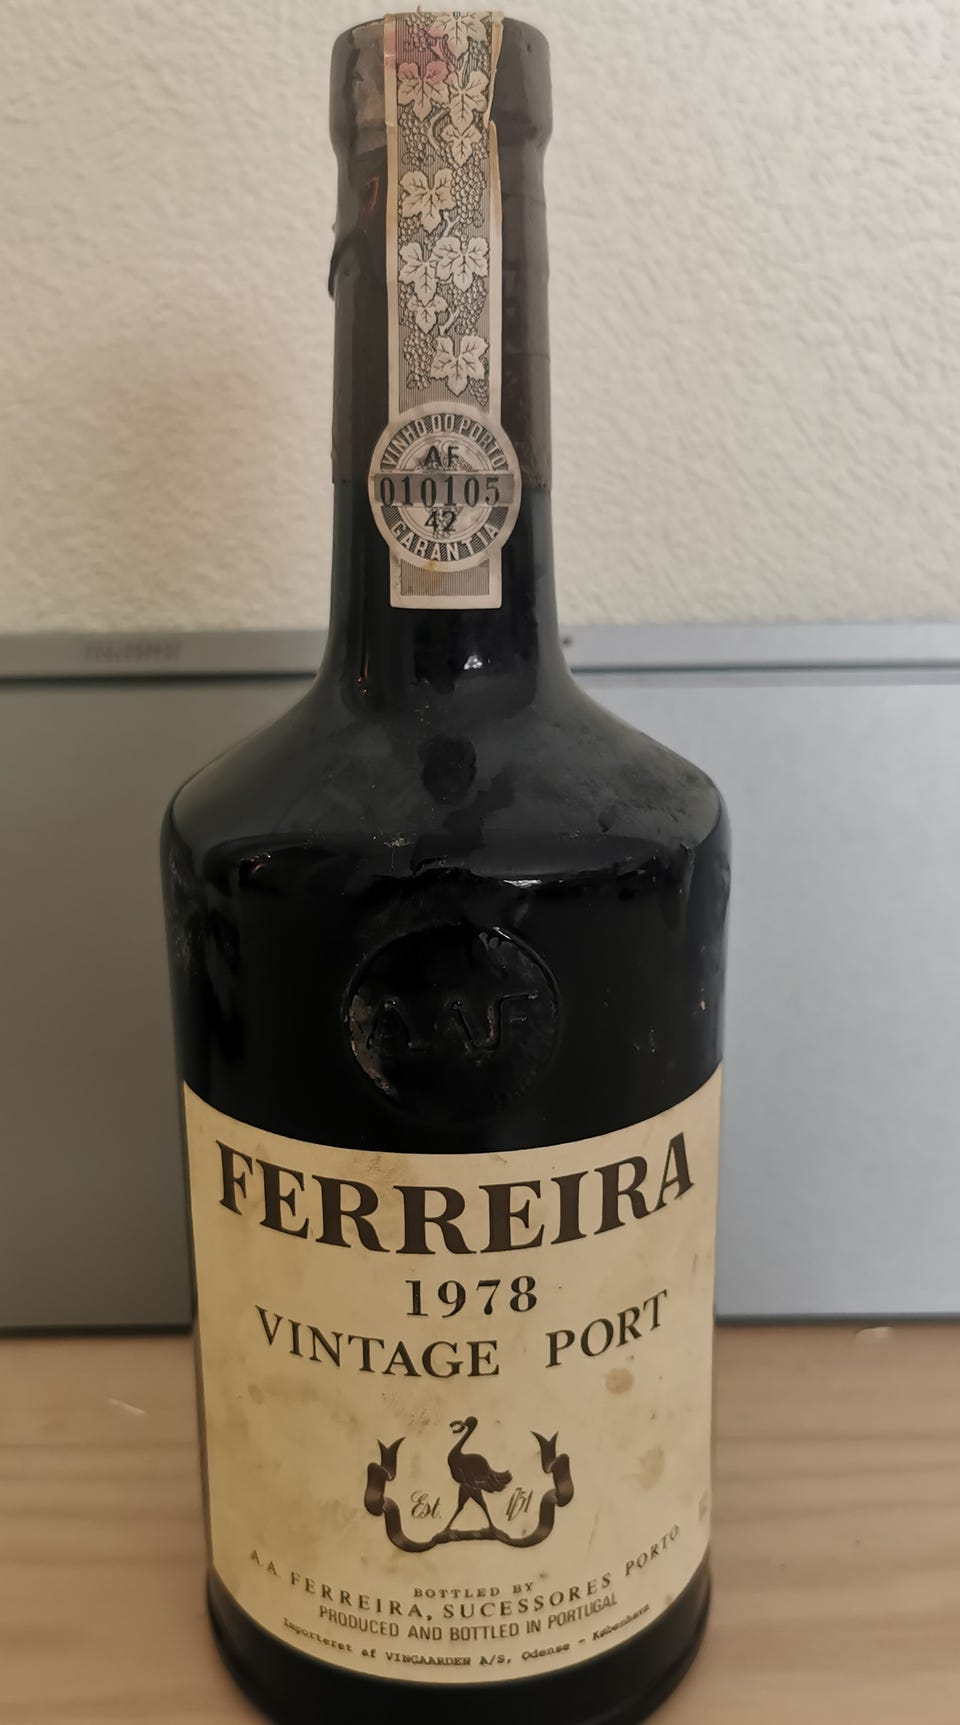 VINHO DO PORTO
AF
010105
42
GARANTIA
AAF
FERREIRA
1978
VINTAGE PORT
Est. 1751
BOTTLED BY
A.A. FERREIRA, SUCESSORES PORTO
PRODUCED AND BOTTLED IN PORTUGAL
Importeret af VINGAARDEN A/S, Odense - København